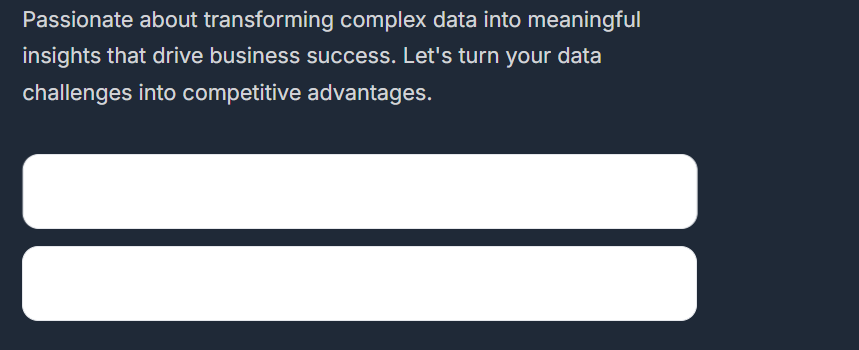 Passionate about transforming complex data into meaningful
insights that drive business success. Let's turn your data
challenges into competitive advantages.